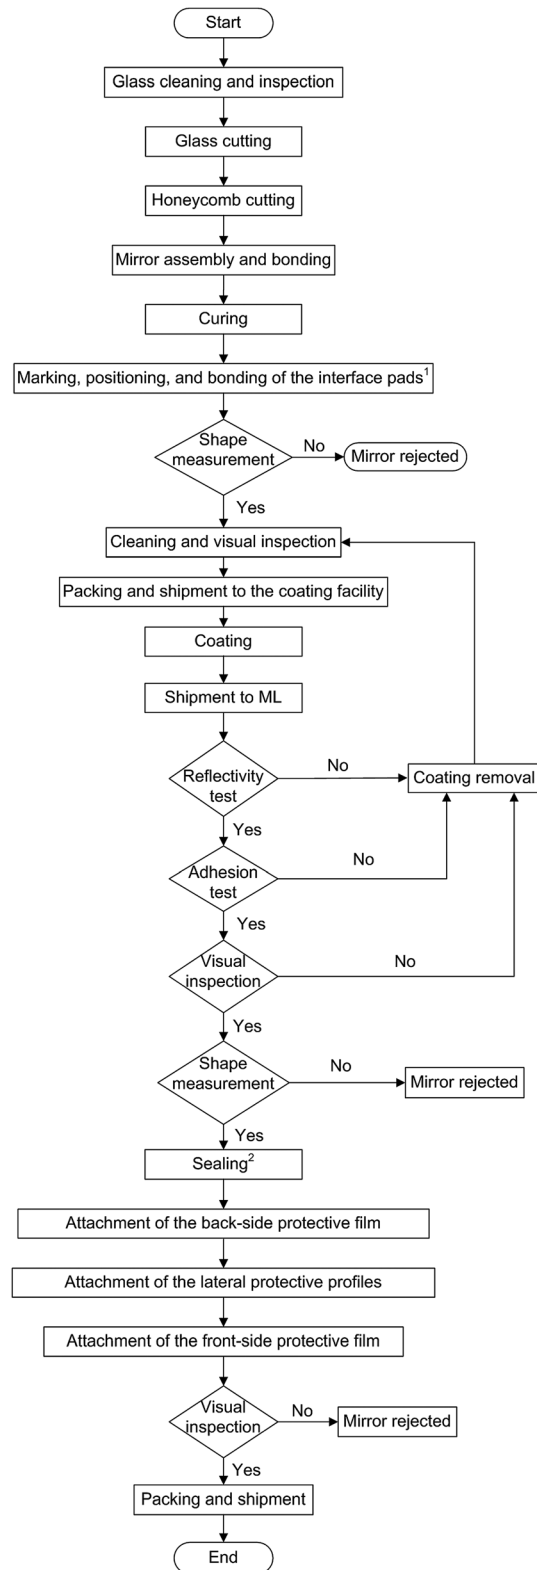 Start
Glass cleaning and inspection
Glass cutting
Honeycomb cutting
Mirror assembly and bonding
Curing
Marking, positioning, and bonding of the interface pads¹
Shape
measurement
No
Mirror rejected
Yes
Cleaning and visual inspection
Packing and shipment to the coating facility
Coating
Shipment to ML
Reflectivity
test
No
Coating removal
Yes
Adhesion
test
No
Yes
Visual
inspection
No
Yes
Shape
measurement
No
Mirror rejected
Yes
Sealing²
Attachment of the back-side protective film
Attachment of the lateral protective profiles
Attachment of the front-side protective film
Visual
inspection
No
Mirror rejected
Yes
Packing and shipment
End